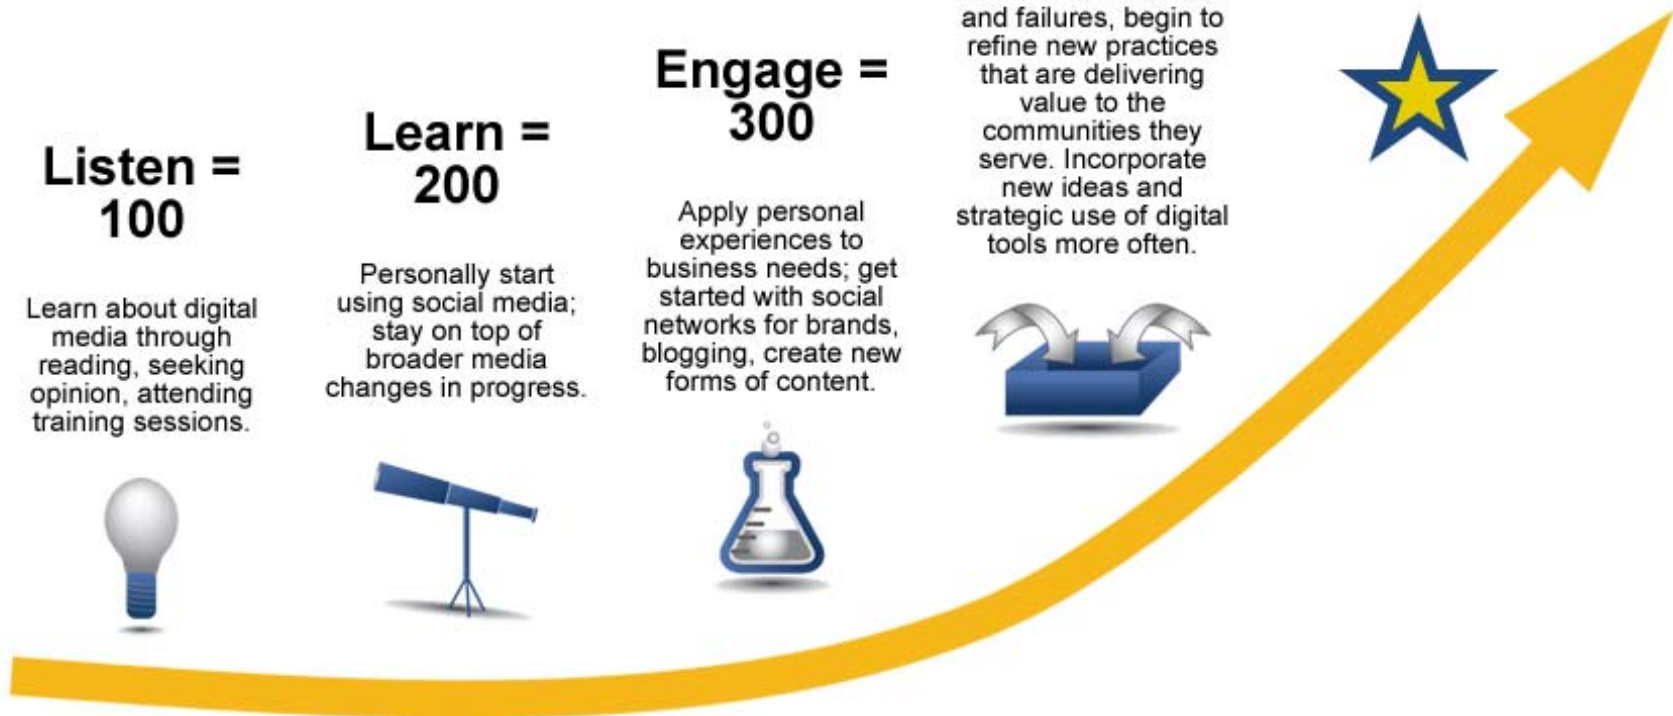 Listen =
100
Learn about digital
media through
reading, seeking
opinion, attending
training sessions.
Learn =
200
Personally start
using social media;
stay on top of
broader media
changes in progress.
Engage =
300
Apply personal
experiences to
business needs; get
started with social
networks for brands,
blogging, create new
forms of content.
and failures, begin to
refine new practices
that are delivering
value to the
communities they
serve. Incorporate
new ideas and
strategic use of digital
tools more often.